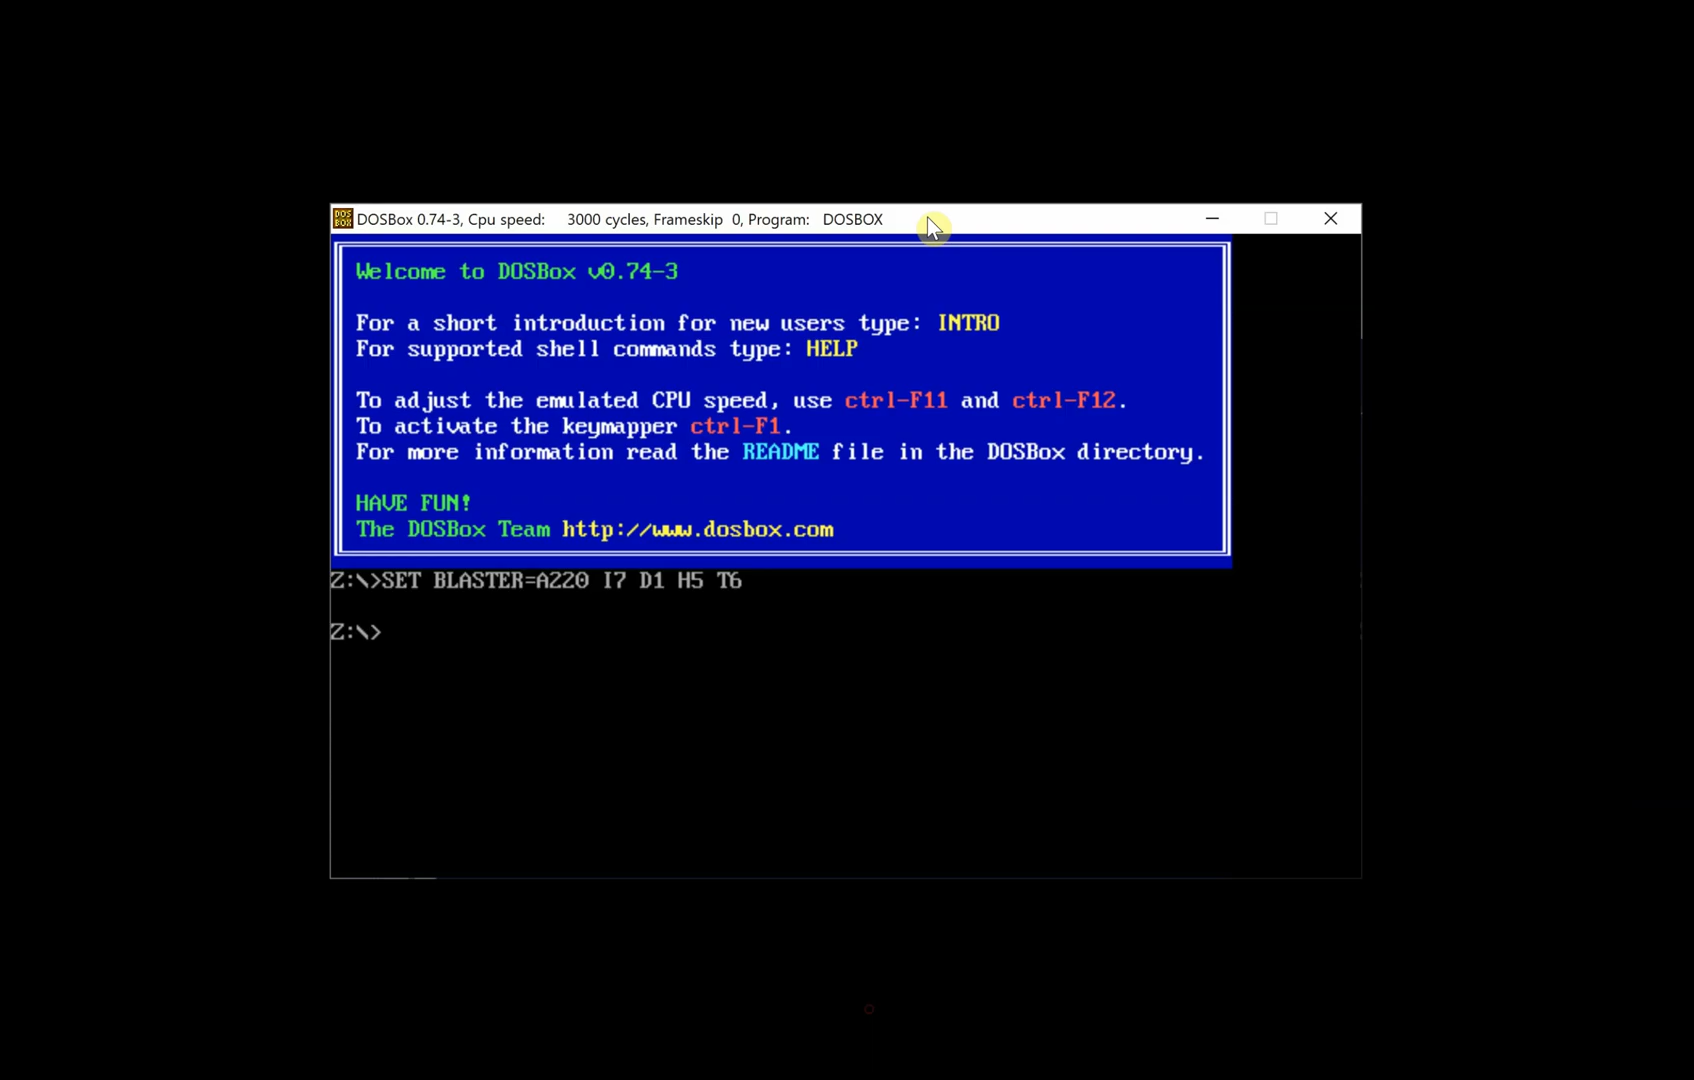 DOS
BOX
DOSBox 0.74-3, Cpu speed: 3000 cycles, Frameskip 0, Program: DOSBOX
Welcome to DOSBox v0.74-3
For a short introduction for new users type: INTRO
For supported shell commands type: HELP
To adjust the emulated CPU speed, use ctrl-F11 and ctrl-F12.
To activate the keymapper ctrl-F1.
For more information read the README file in the DOSBox directory.
HAVE FUN!
The DOSBox Team http://www.dosbox.com
Z:\>SET BLASTER=A220 I7 D1 H5 T6
Z:\>